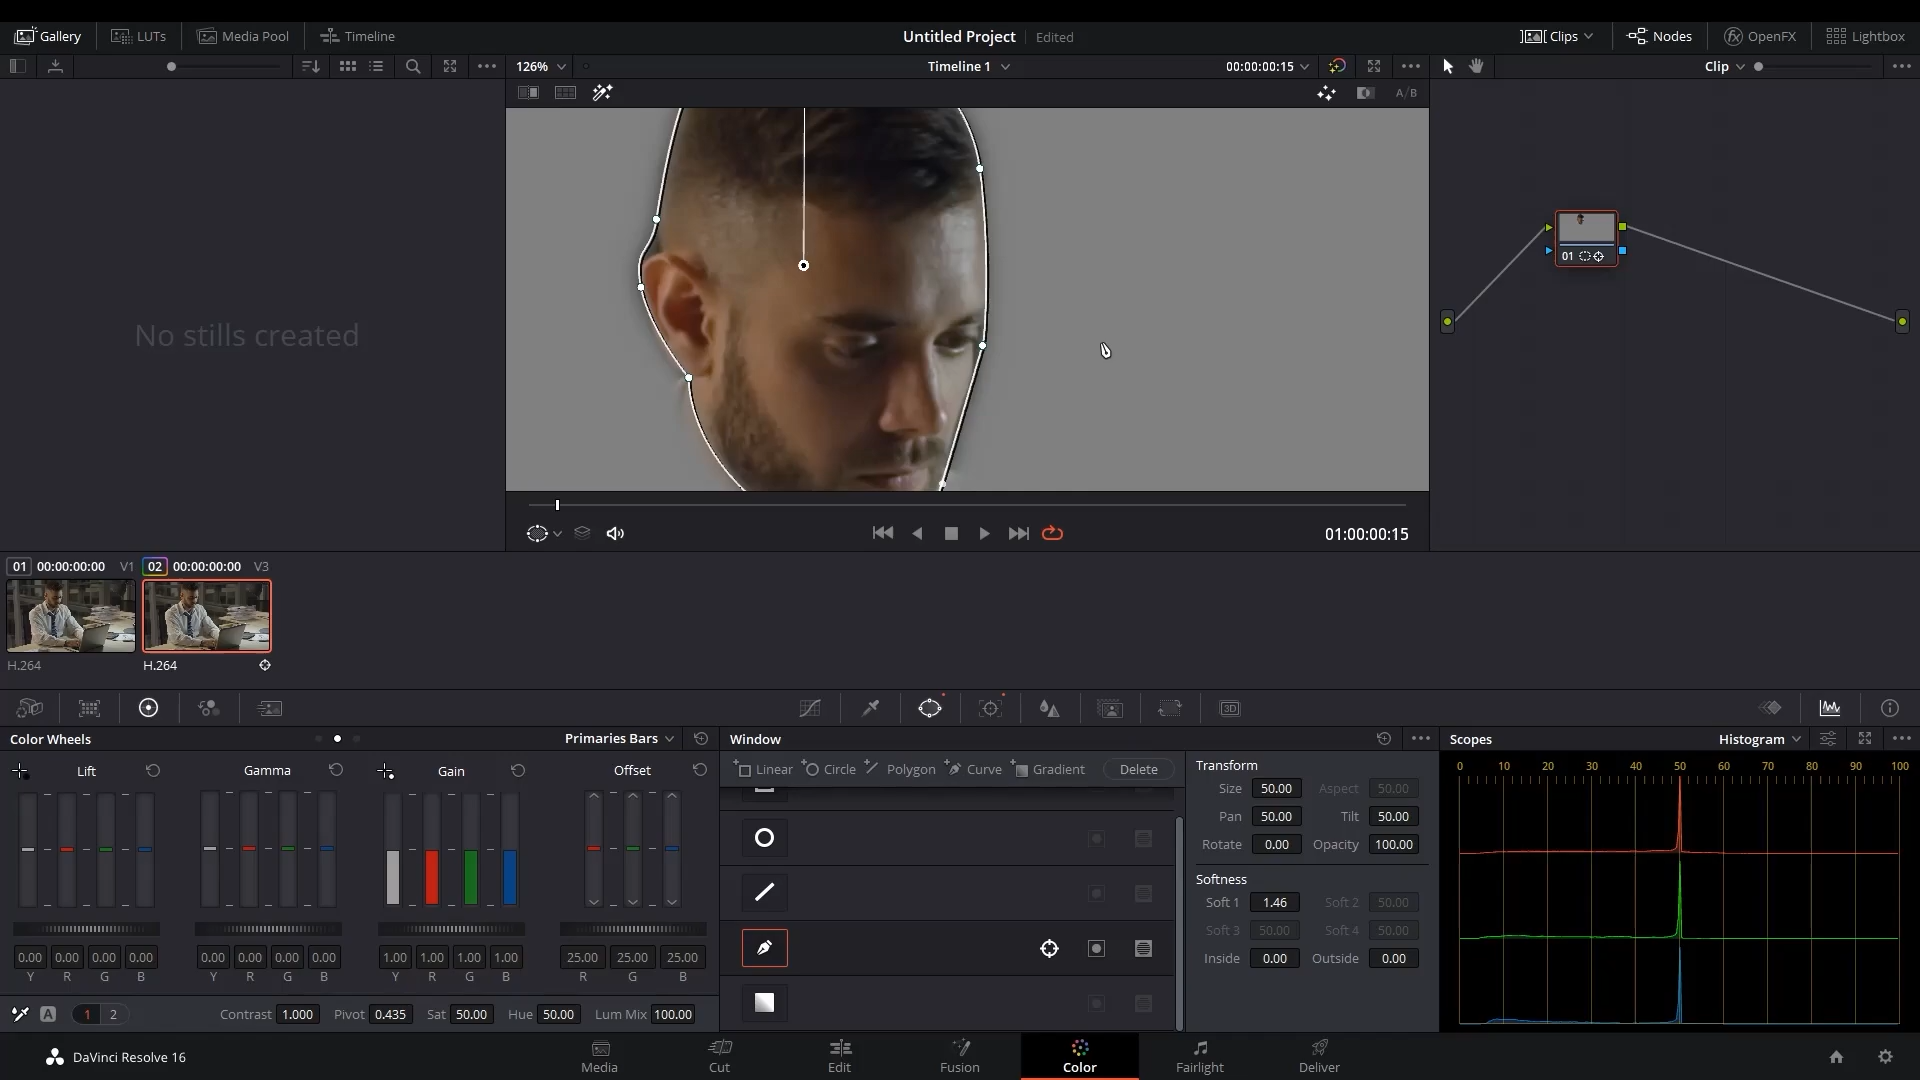 Gallery LUTs Media Pool Timeline Untitled Project Edited Clips Nodes OpenFX Lightbox
126% Timeline 1 00:00:00:15 Clip
A/B
No stills created
01
01:00:00:15
01 00:00:00:00 V1 02 00:00:00:00 V3
H.264 H.264
3D
Color Wheels Primaries Bars Window Scopes Histogram
Lift Gamma Gain Offset
Linear Circle Polygon Curve Gradient Delete
Transform
Size 50.00 Aspect 50.00
Pan 50.00 Tilt 50.00
Rotate 0.00 Opacity 100.00
Softness
Soft 1 1.46 Soft 2 50.00
Soft 3 50.00 Soft 4 50.00
Inside 0.00 Outside 0.00
0 10 20 30 40 50 60 70 80 90 100
0.00 0.00 0.00 0.00 0.00 0.00 0.00 0.00 1.00 1.00 1.00 1.00 25.00 25.00 25.00
Y R G B Y R G B Y R G B R G B
A 1 2 Contrast 1.000 Pivot 0.435 Sat 50.00 Hue 50.00 Lum Mix 100.00
DaVinci Resolve 16 Media Cut Edit Fusion Color Fairlight Deliver